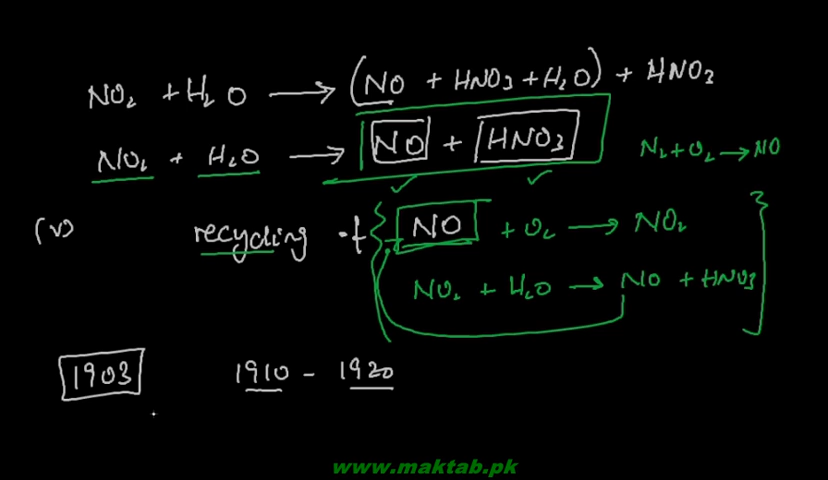 NO₂ + H₂O → (NO + HNO₃ + H₂O) + HNO₃
NO₂ + H₂O → NO + HNO₃
N₂ + O₂ → NO
(v) recycling of NO + O₂ → NO₂
NO₂ + H₂O → NO + HNO₃
1903 1910 - 1920
www.maktab.pk